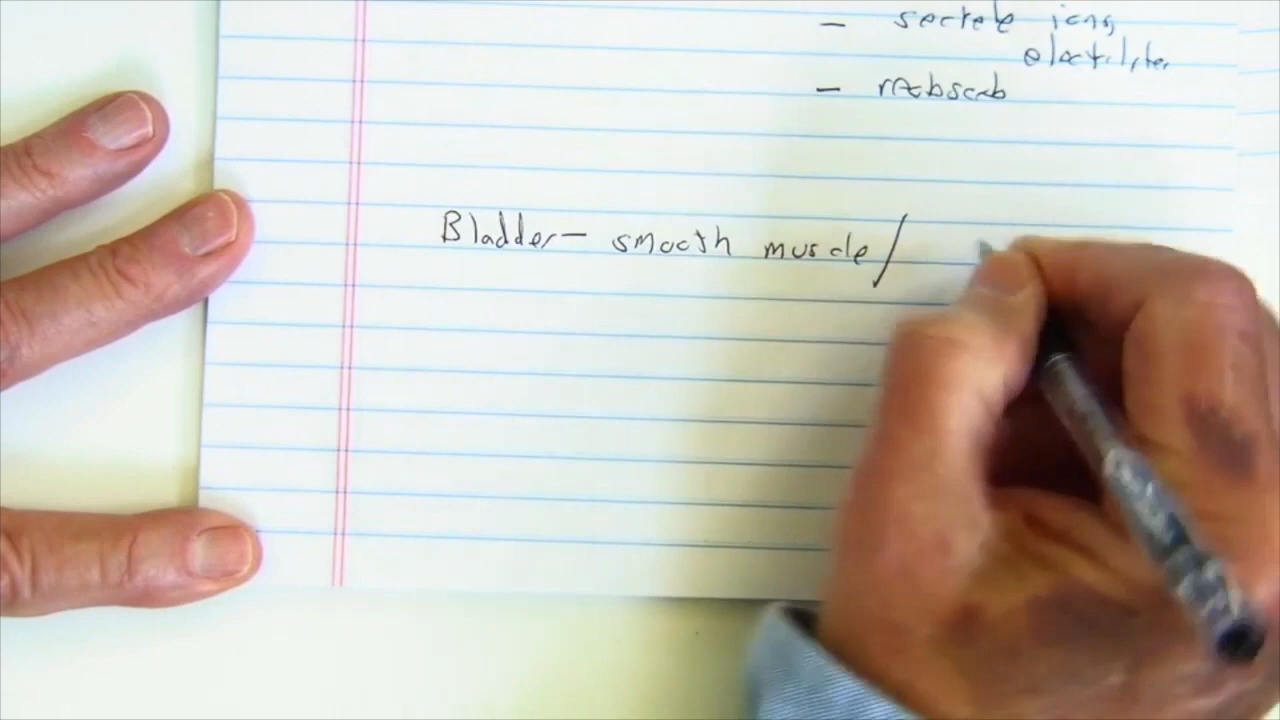 - secrete ions,
electrolytes
- reabsorb
Bladder- smooth muscle/